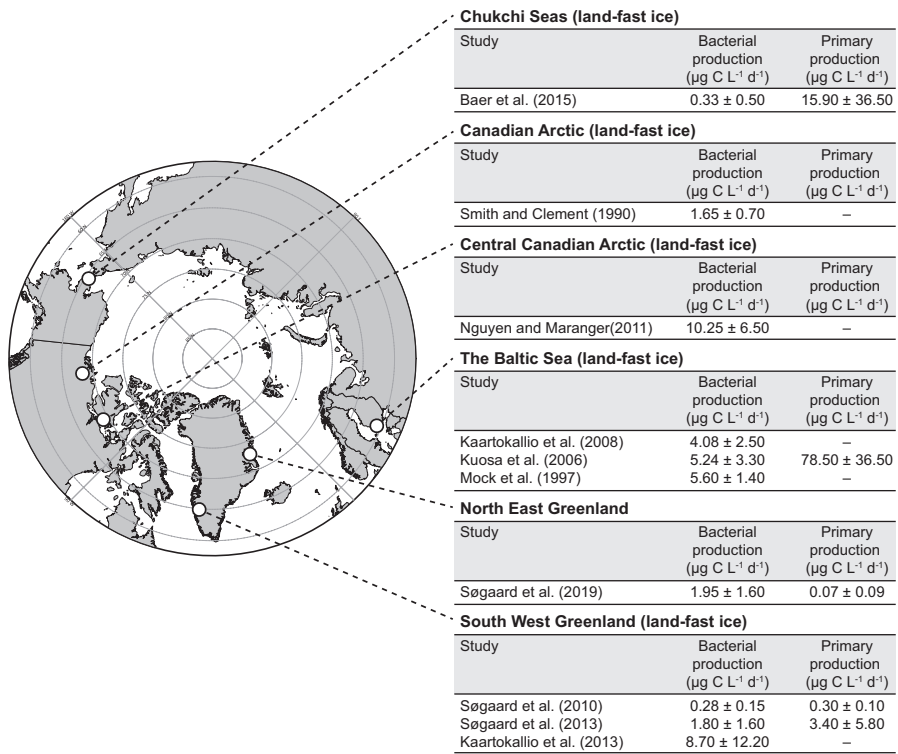 Chukchi Seas (land-fast ice)
Study Bacterial production (µg C L-1 d-1) Primary production (µg C L-1 d-1)
Baer et al. (2015) 0.33 ± 0.50 15.90 ± 36.50
Canadian Arctic (land-fast ice)
Study Bacterial production (µg C L-1 d-1) Primary production (µg C L-1 d-1)
Smith and Clement (1990) 1.65 ± 0.70 –
Central Canadian Arctic (land-fast ice)
Study Bacterial production (µg C L-1 d-1) Primary production (µg C L-1 d-1)
Nguyen and Maranger(2011) 10.25 ± 6.50 –
The Baltic Sea (land-fast ice)
Study Bacterial production (µg C L-1 d-1) Primary production (µg C L-1 d-1)
Kaartokallio et al. (2008) 4.08 ± 2.50 –
Kuosa et al. (2006) 5.24 ± 3.30 78.50 ± 36.50
Mock et al. (1997) 5.60 ± 1.40 –
North East Greenland
Study Bacterial production (µg C L-1 d-1) Primary production (µg C L-1 d-1)
Søgaard et al. (2019) 1.95 ± 1.60 0.07 ± 0.09
South West Greenland (land-fast ice)
Study Bacterial production (µg C L-1 d-1) Primary production (µg C L-1 d-1)
Søgaard et al. (2010) 0.28 ± 0.15 0.30 ± 0.10
Søgaard et al. (2013) 1.80 ± 1.60 3.40 ± 5.80
Kaartokallio et al. (2013) 8.70 ± 12.20 –